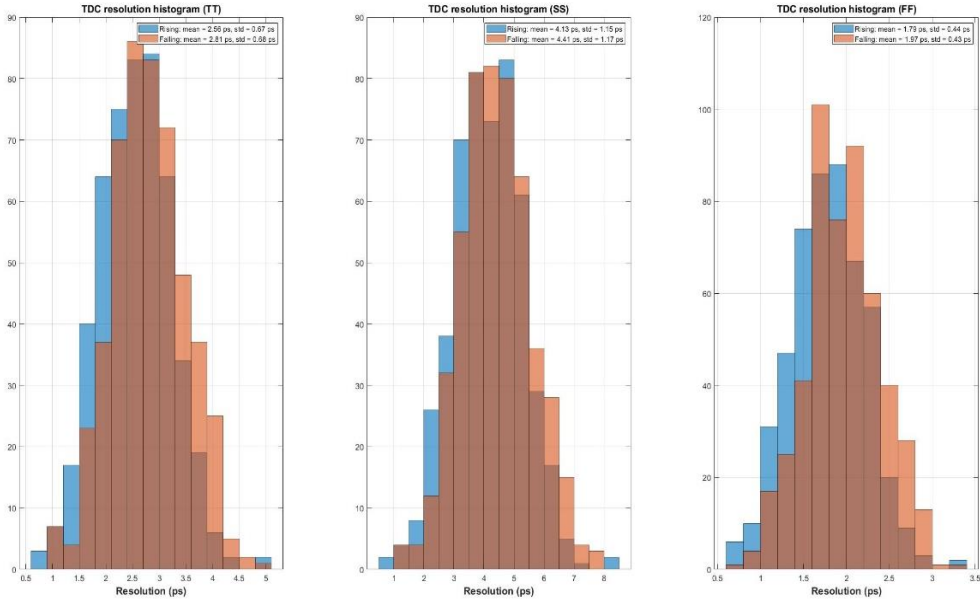 TDC resolution histogram (TT)
Rising: mean = 2.56 ps, std = 0.67 ps
Falling: mean = 2.81 ps, std = 0.68 ps
90
80
70
60
50
40
30
20
10
0
0.5 1 1.5 2 2.5 3 3.5 4 4.5 5
Resolution (ps)
TDC resolution histogram (SS)
Rising: mean = 4.13 ps, std = 1.15 ps
Falling: mean = 4.41 ps, std = 1.17 ps
90
80
70
60
50
40
30
20
10
0
1 2 3 4 5 6 7 8
Resolution (ps)
TDC resolution histogram (FF)
Rising: mean = 1.79 ps, std = 0.44 ps
Falling: mean = 1.97 ps, std = 0.43 ps
120
100
80
60
40
20
0
0.5 1 1.5 2 2.5 3 3.5
Resolution (ps)